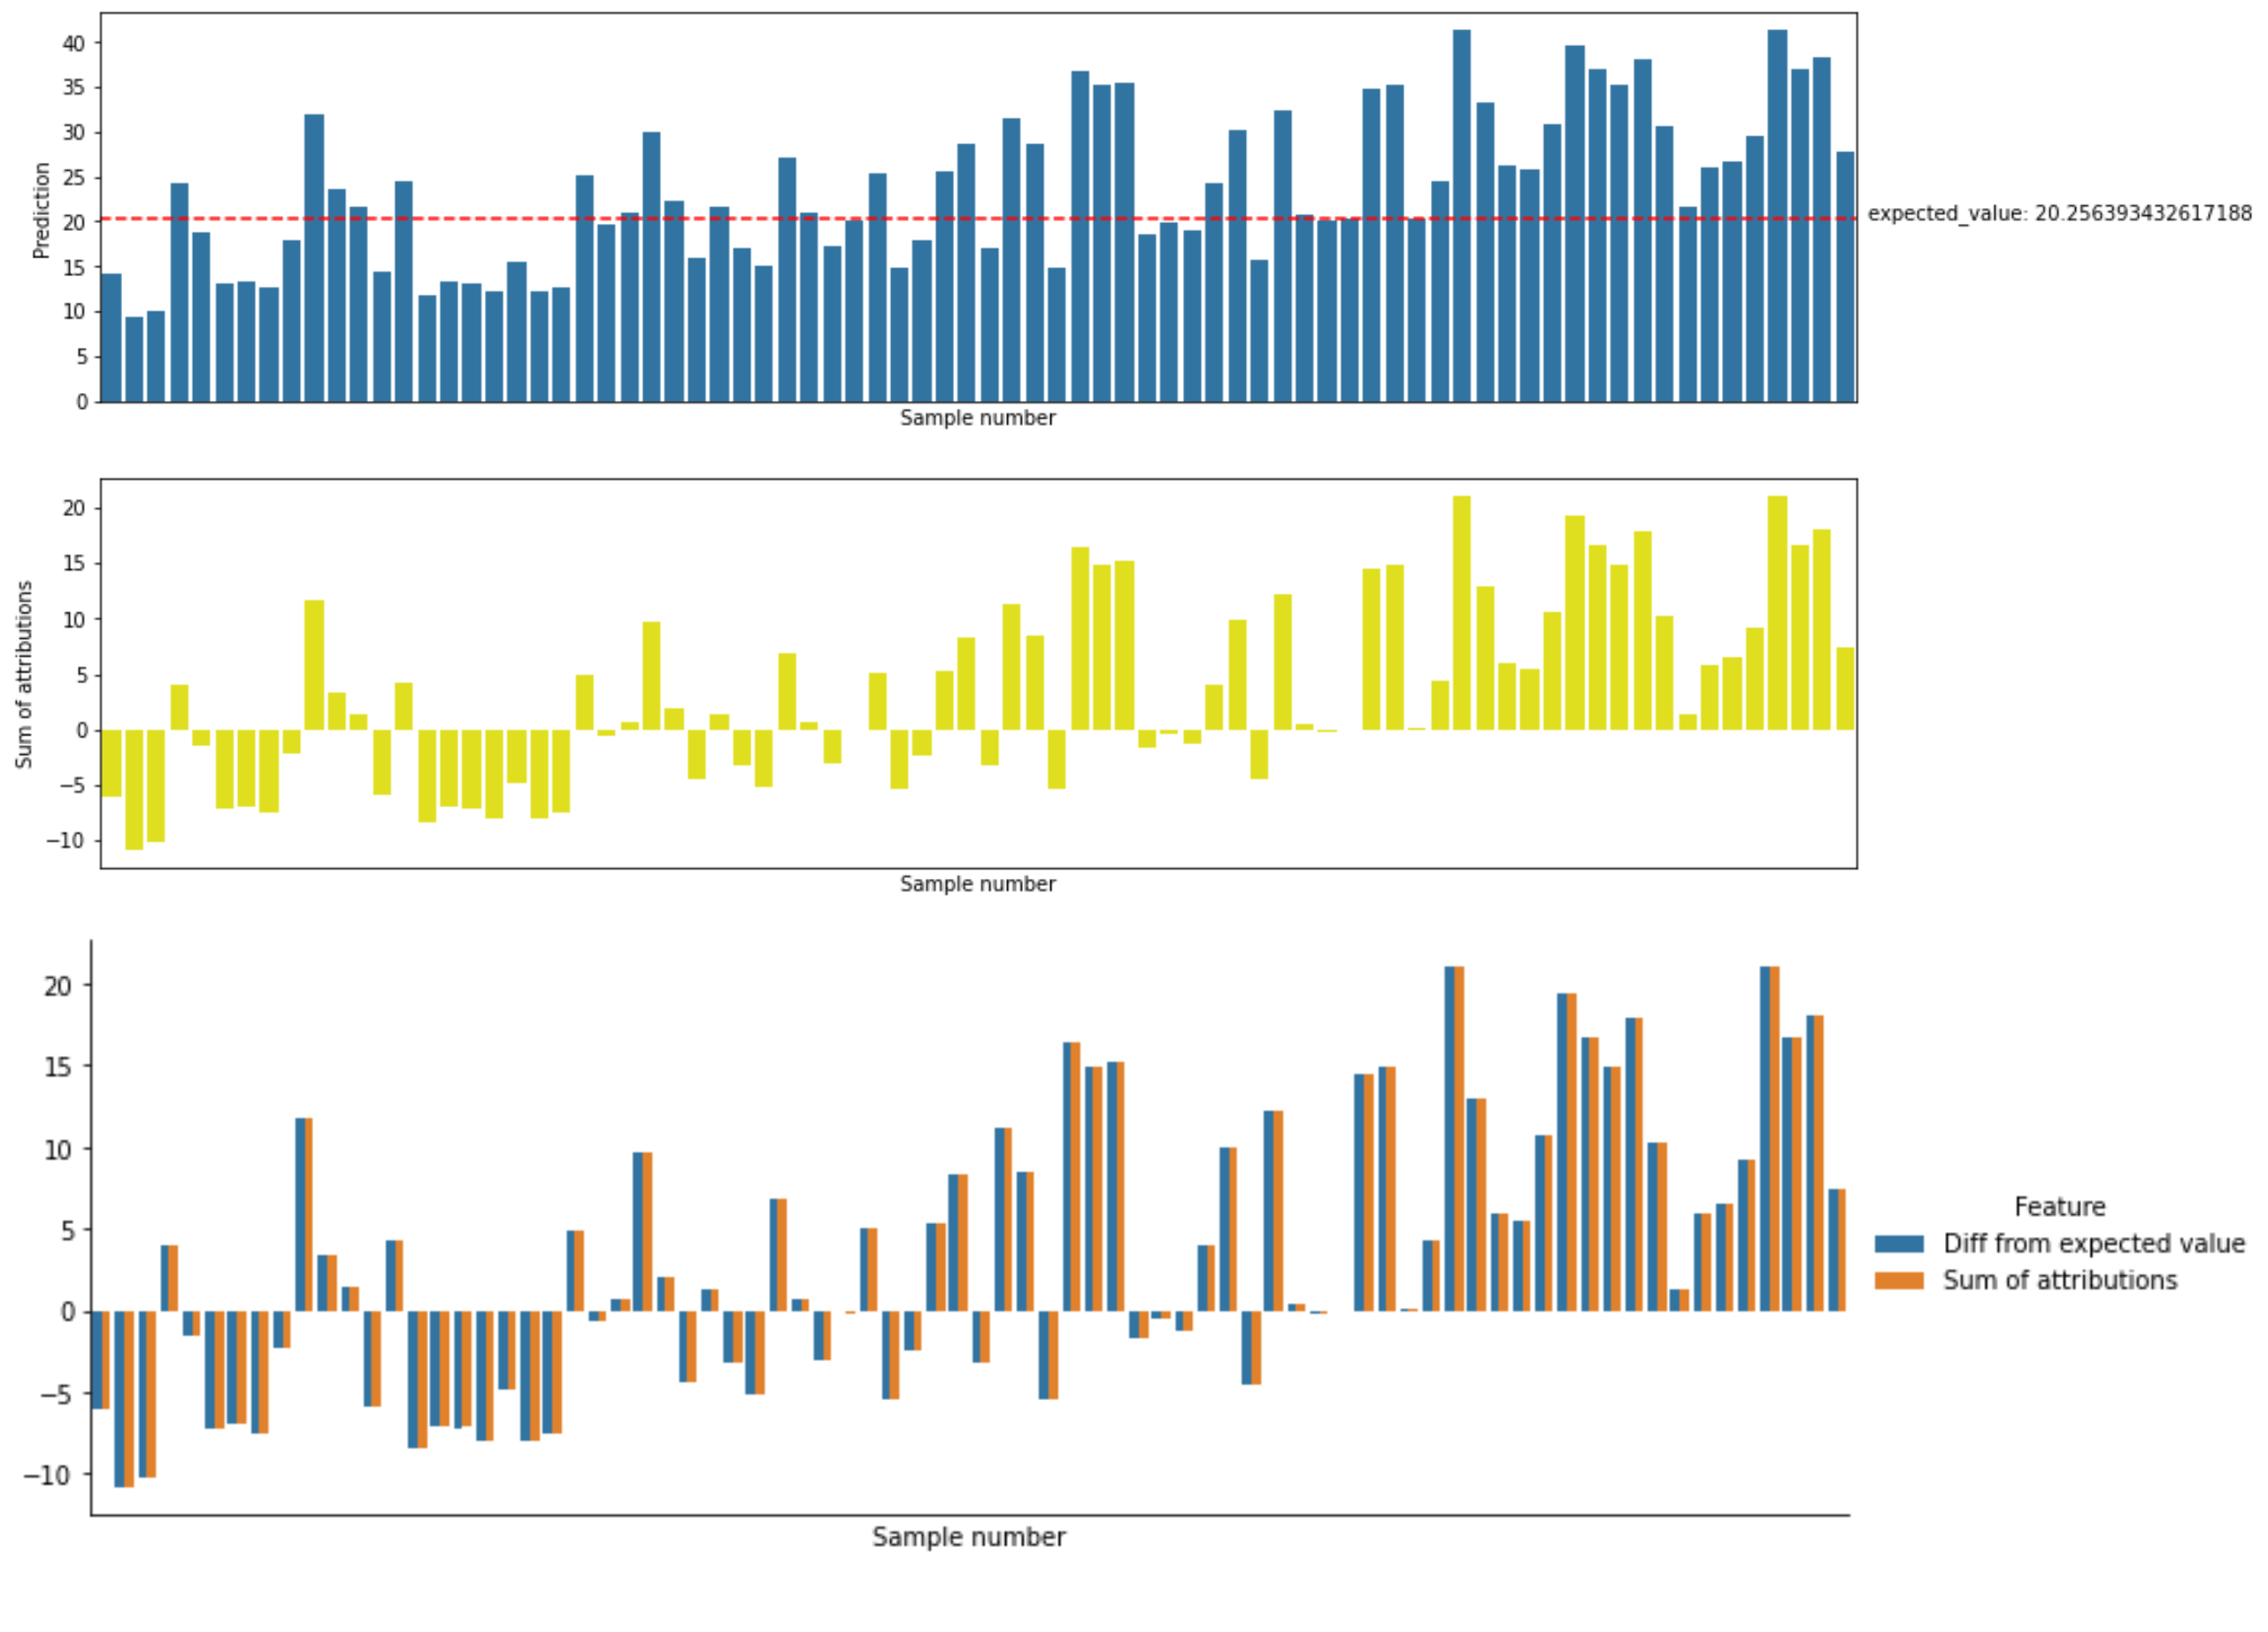 40
35
30
25
20
15
10
5
0
Prediction
expected_value: 20.256393432617188
Sample number
20
15
10
5
0
−5
−10
Sum of attributions
Sample number
20
15
10
5
0
−5
−10
Sample number
Feature
Diff from expected value
Sum of attributions